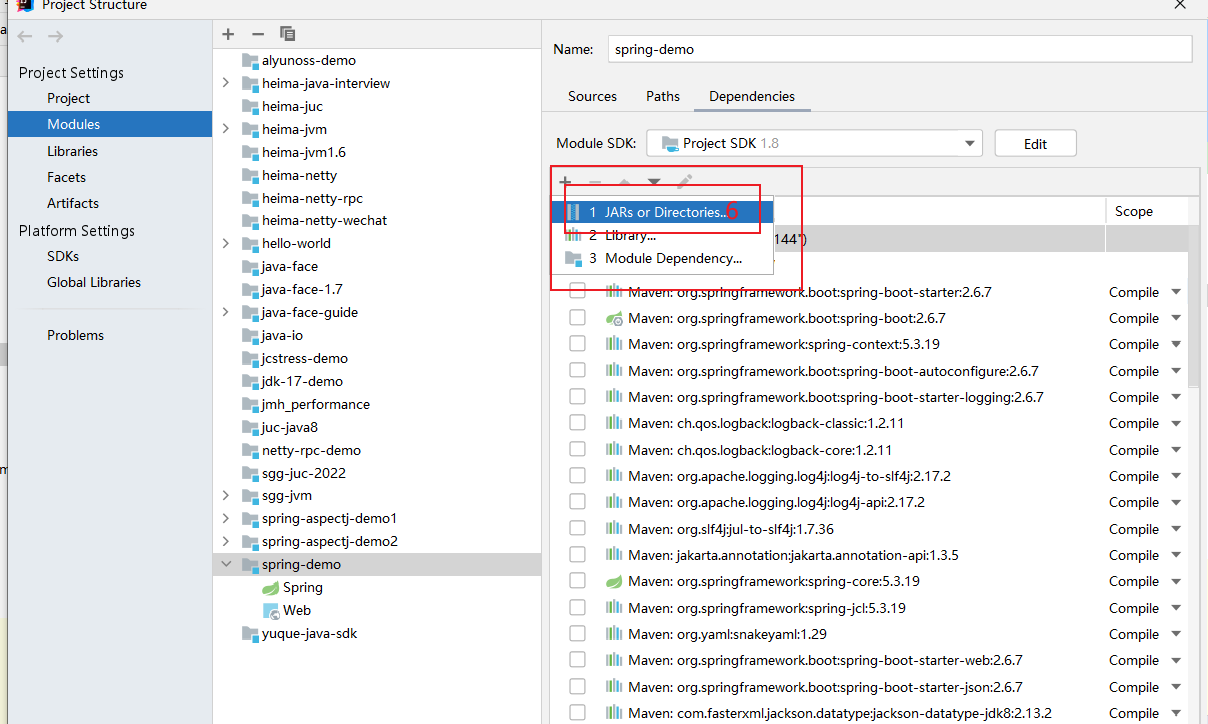 Project Structure
Project Settings
Project
Modules
Libraries
Facets
Artifacts
Platform Settings
SDKs
Global Libraries
Problems
alyunoss-demo
heima-java-interview
heima-juc
heima-jvm
heima-jvm1.6
heima-netty
heima-netty-rpc
heima-netty-wechat
hello-world
java-face
java-face-1.7
java-face-guide
java-io
jcstress-demo
jdk-17-demo
jmh_performance
juc-java8
netty-rpc-demo
sgg-juc-2022
sgg-jvm
spring-aspectj-demo1
spring-aspectj-demo2
spring-demo
Spring
Web
yuque-java-sdk
Name: spring-demo
Sources Paths Dependencies
Module SDK: Project SDK 1.8 Edit
1 JARs or Directories... 6
Scope
2 Library...
144")
3 Module Dependency...
Maven: org.springframework.boot:spring-boot-starter:2.6.7 Compile
Maven: org.springframework.boot:spring-boot:2.6.7 Compile
Maven: org.springframework:spring-context:5.3.19 Compile
Maven: org.springframework.boot:spring-boot-autoconfigure:2.6.7 Compile
Maven: org.springframework.boot:spring-boot-starter-logging:2.6.7 Compile
Maven: ch.qos.logback:logback-classic:1.2.11 Compile
Maven: ch.qos.logback:logback-core:1.2.11 Compile
Maven: org.apache.logging.log4j:log4j-to-slf4j:2.17.2 Compile
Maven: org.apache.logging.log4j:log4j-api:2.17.2 Compile
Maven: org.slf4j:jul-to-slf4j:1.7.36 Compile
Maven: jakarta.annotation:jakarta.annotation-api:1.3.5 Compile
Maven: org.springframework:spring-core:5.3.19 Compile
Maven: org.springframework:spring-jcl:5.3.19 Compile
Maven: org.yaml:snakeyaml:1.29 Compile
Maven: org.springframework.boot:spring-boot-starter-web:2.6.7 Compile
Maven: org.springframework.boot:spring-boot-starter-json:2.6.7 Compile
Maven: com.fasterxml.jackson.datatype:jackson-datatype-jdk8:2.13.2 Compile